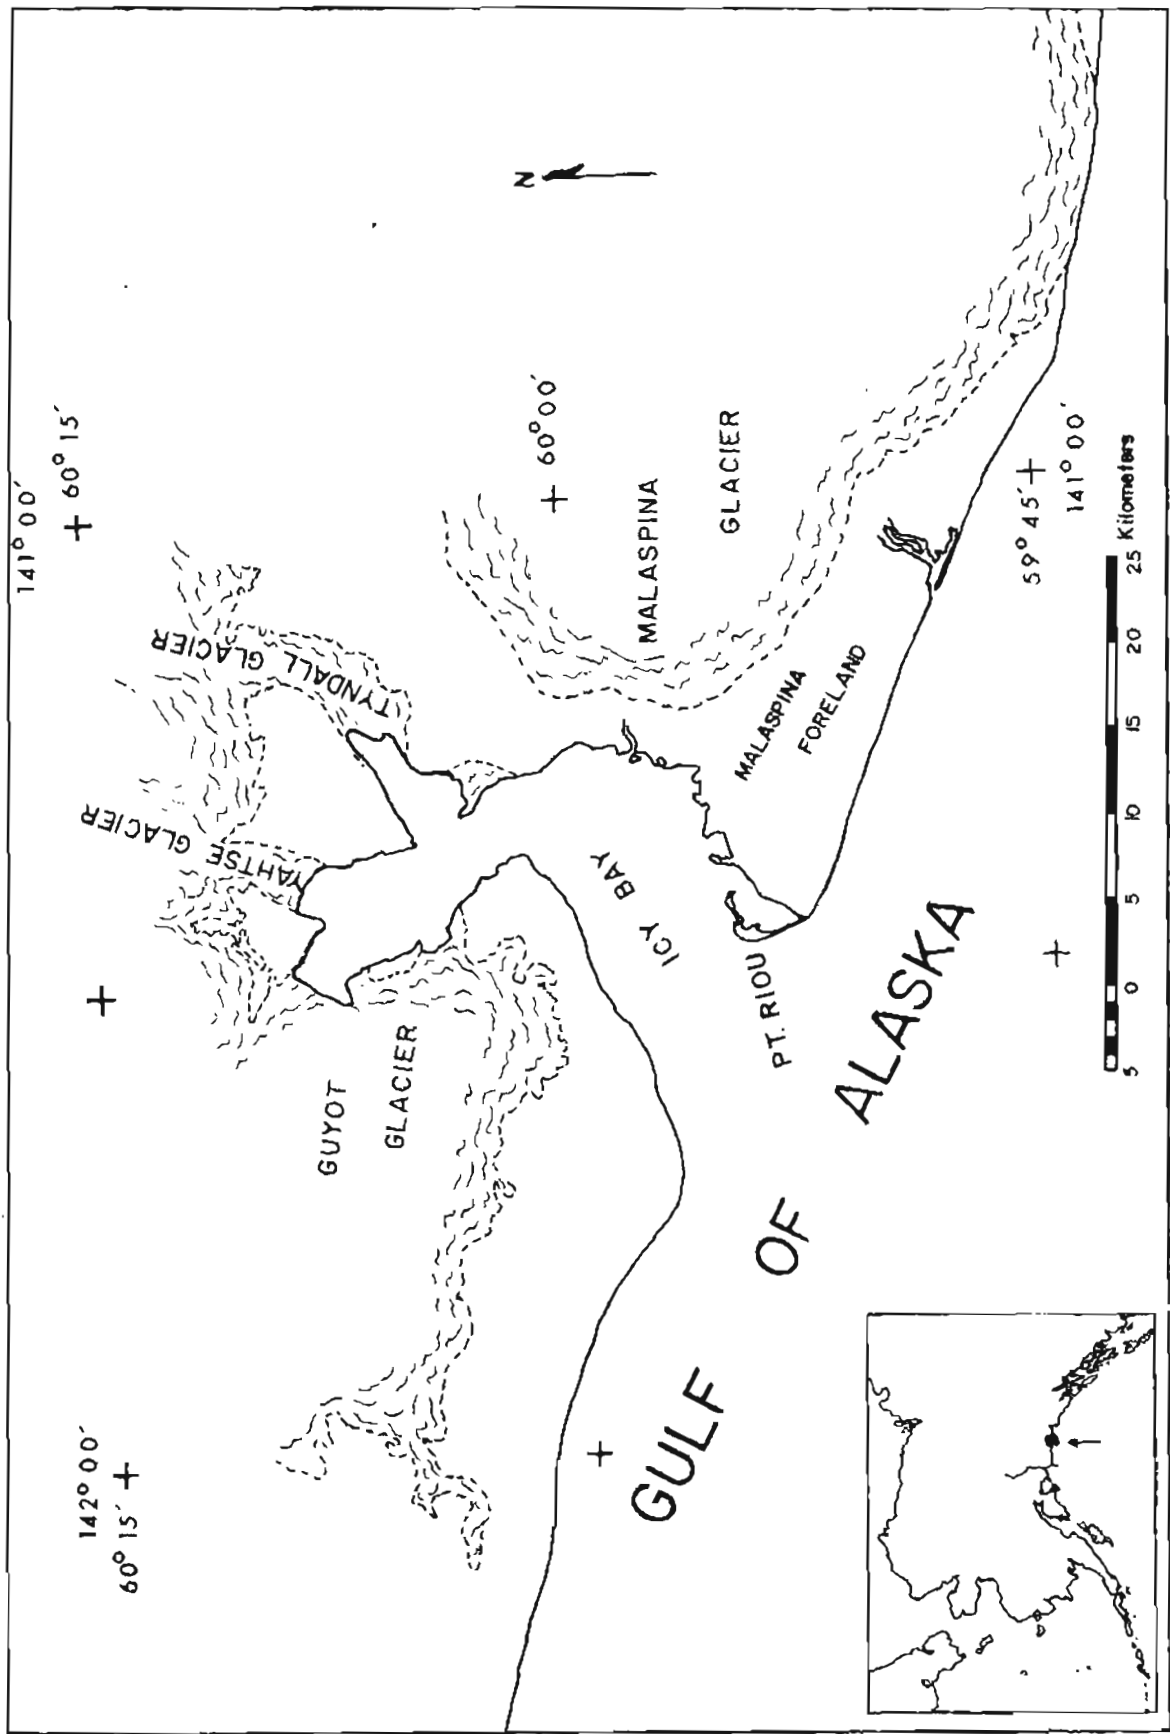 142° 00′
60° 15′
141° 00′
60° 15′
YAHTSE GLACIER
TYNDALL GLACIER
GUYOT
GLACIER
N
60° 00′
MALASPINA
GLACIER
ICY BAY
MALASPINA
FORELAND
PT. RIOU
GULF OF ALASKA
59° 45′
141° 00′
5 0 5 10 15 20 25
Kilometers